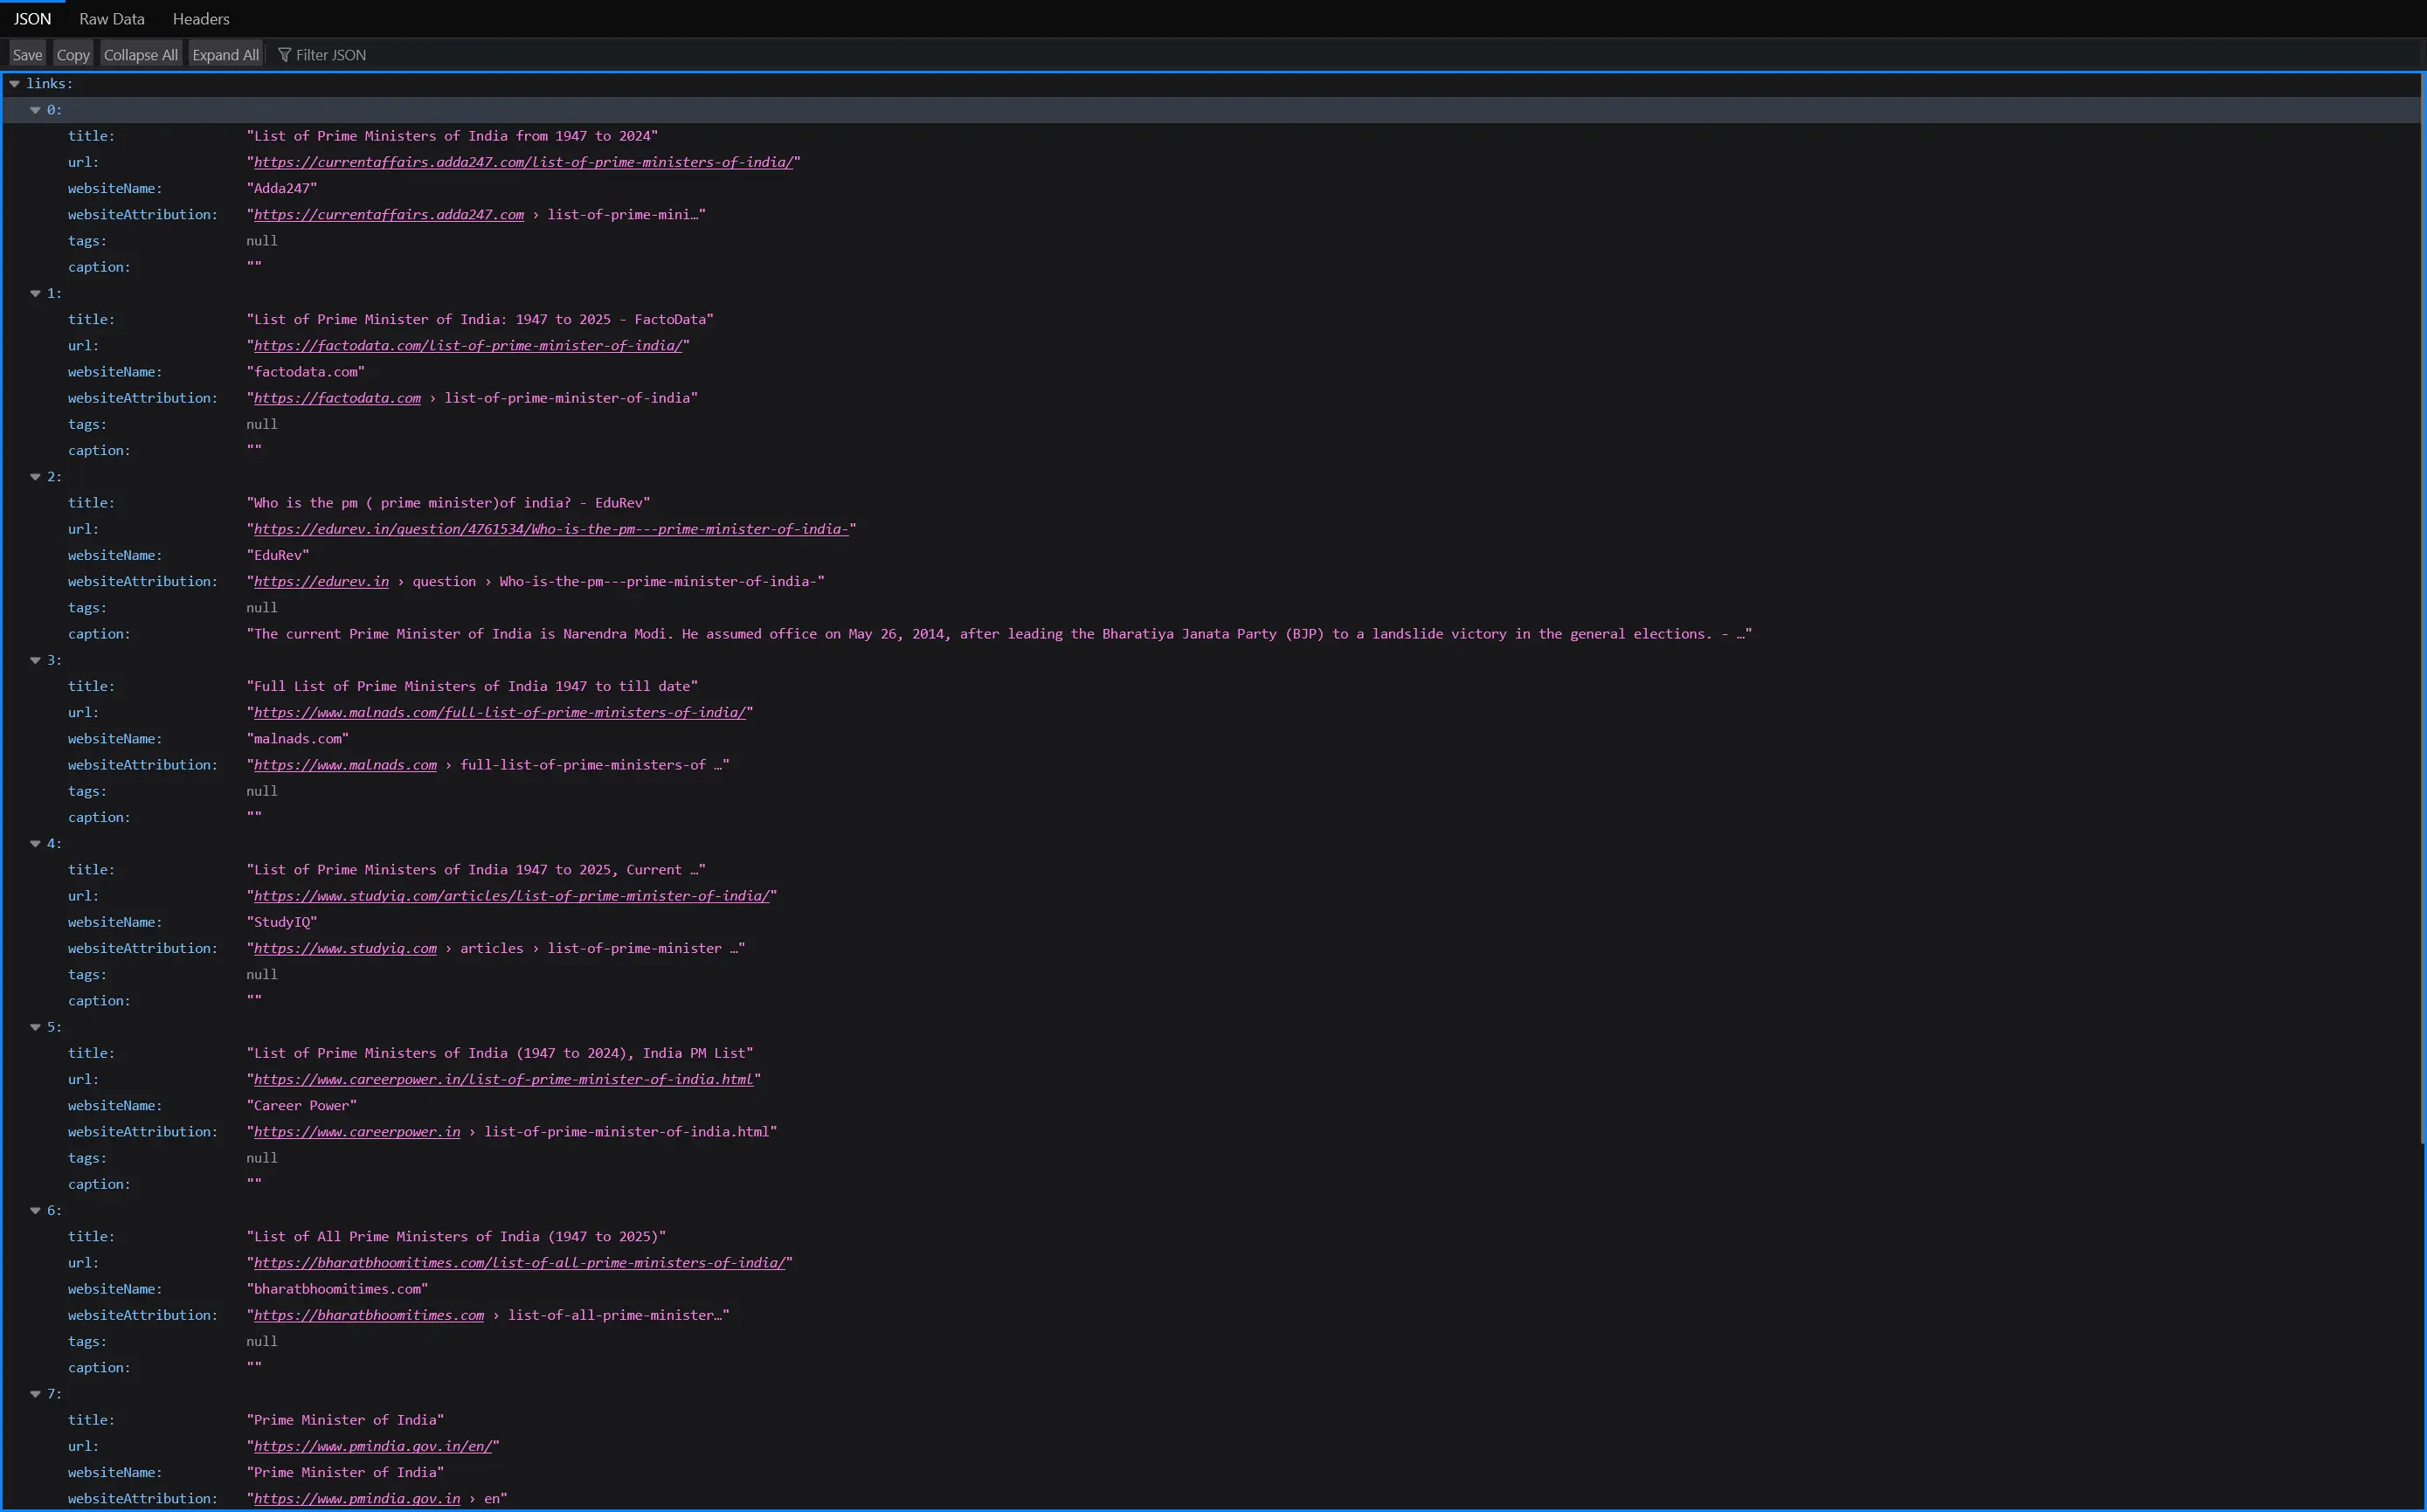 JSON Raw Data Headers
Save Copy Collapse All Expand All Filter JSON
links:
0:
title: "List of Prime Ministers of India from 1947 to 2024"
url: "https://currentaffairs.adda247.com/list-of-prime-ministers-of-india/"
websiteName: "Adda247"
websiteAttribution: "https://currentaffairs.adda247.com › list-of-prime-mini…"
tags: null
caption: ""
1:
title: "List of Prime Minister of India: 1947 to 2025 - FactoData"
url: "https://factodata.com/list-of-prime-minister-of-india/"
websiteName: "factodata.com"
websiteAttribution: "https://factodata.com › list-of-prime-minister-of-india"
tags: null
caption: ""
2:
title: "Who is the pm ( prime minister)of india? - EduRev"
url: "https://edurev.in/question/4761534/Who-is-the-pm---prime-minister-of-india-"
websiteName: "EduRev"
websiteAttribution: "https://edurev.in › question › Who-is-the-pm---prime-minister-of-india-"
tags: null
caption: "The current Prime Minister of India is Narendra Modi. He assumed office on May 26, 2014, after leading the Bharatiya Janata Party (BJP) to a landslide victory in the general elections. - …"
3:
title: "Full List of Prime Ministers of India 1947 to till date"
url: "https://www.malnads.com/full-list-of-prime-ministers-of-india/"
websiteName: "malnads.com"
websiteAttribution: "https://www.malnads.com › full-list-of-prime-ministers-of …"
tags: null
caption: ""
4:
title: "List of Prime Ministers of India 1947 to 2025, Current …"
url: "https://www.studyiq.com/articles/list-of-prime-minister-of-india/"
websiteName: "StudyIQ"
websiteAttribution: "https://www.studyiq.com › articles › list-of-prime-minister …"
tags: null
caption: ""
5:
title: "List of Prime Ministers of India (1947 to 2024), India PM List"
url: "https://www.careerpower.in/list-of-prime-minister-of-india.html"
websiteName: "Career Power"
websiteAttribution: "https://www.careerpower.in › list-of-prime-minister-of-india.html"
tags: null
caption: ""
6:
title: "List of All Prime Ministers of India (1947 to 2025)"
url: "https://bharatbhoomitimes.com/list-of-all-prime-ministers-of-india/"
websiteName: "bharatbhoomitimes.com"
websiteAttribution: "https://bharatbhoomitimes.com › list-of-all-prime-minister…"
tags: null
caption: ""
7:
title: "Prime Minister of India"
url: "https://www.pmindia.gov.in/en/"
websiteName: "Prime Minister of India"
websiteAttribution: "https://www.pmindia.gov.in › en"